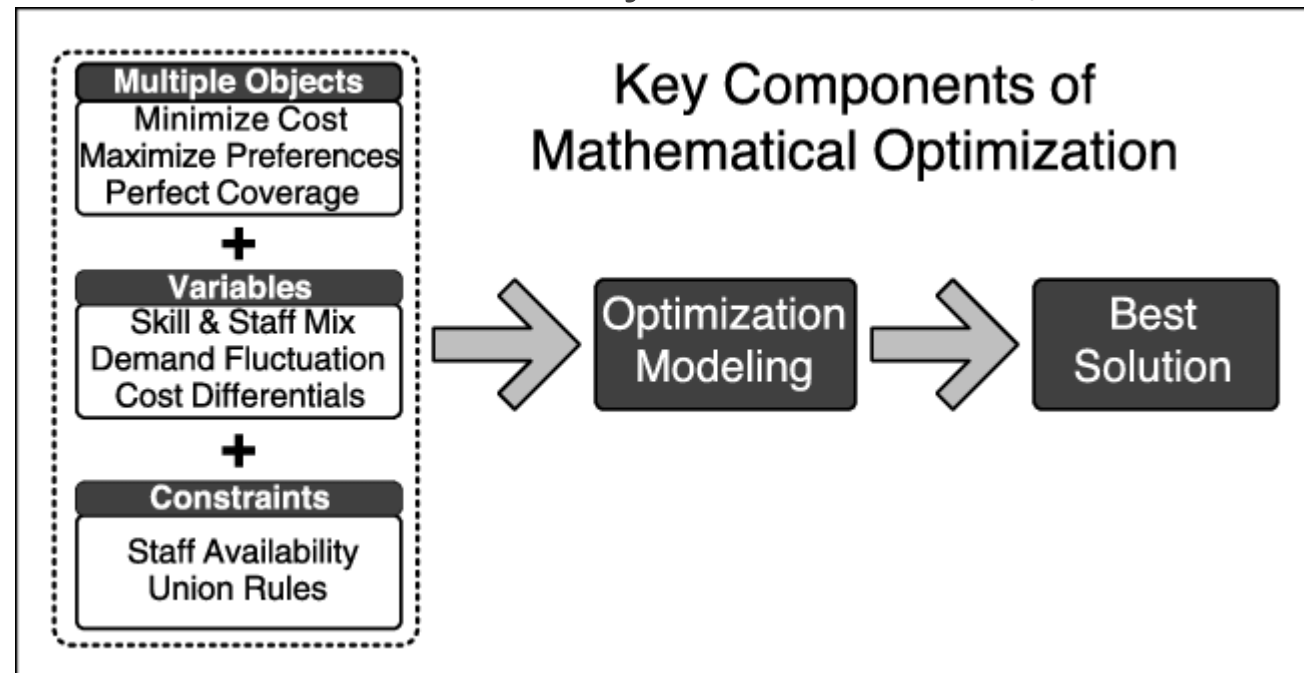 Key Components of
Mathematical Optimization
Multiple Objects
Minimize Cost
Maximize Preferences
Perfect Coverage
+
Variables
Skill & Staff Mix
Demand Fluctuation
Cost Differentials
+
Constraints
Staff Availability
Union Rules
Optimization
Modeling
Best
Solution